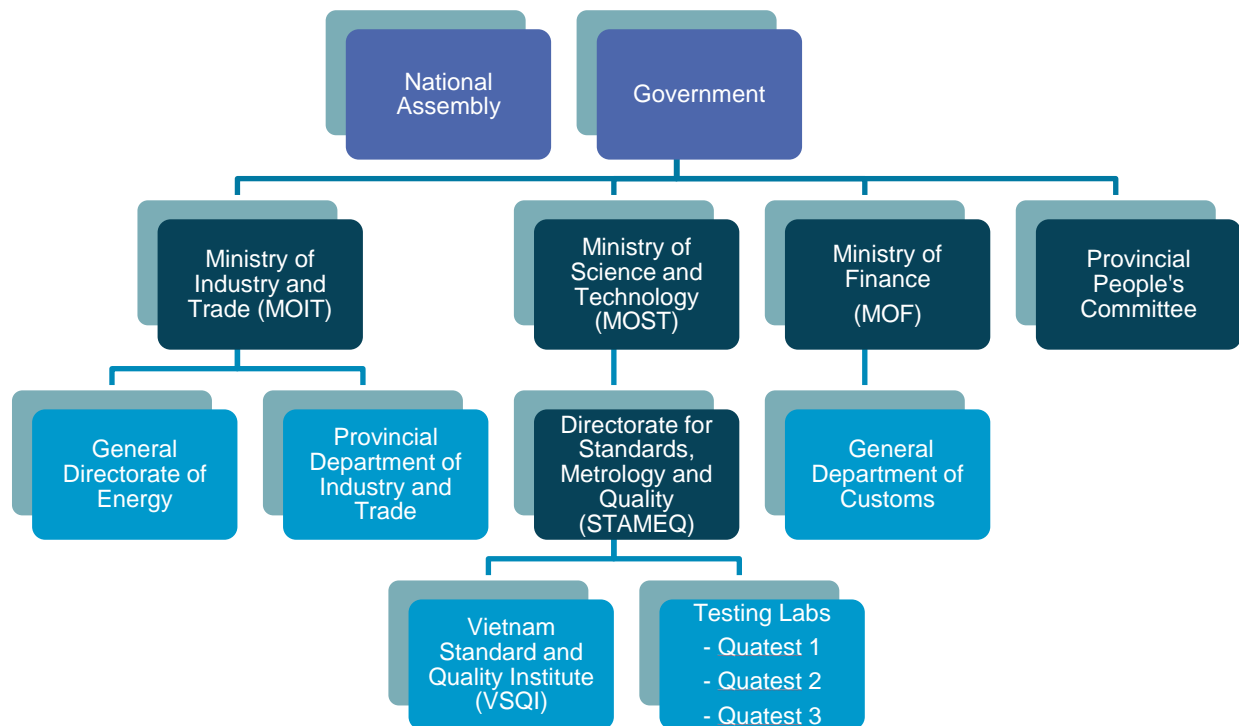 National
Assembly
Government
Ministry of
Industry and
Trade (MOIT)
Ministry of
Science and
Technology
(MOST)
Ministry of
Finance
(MOF)
Provincial
People's
Committee
General
Directorate of
Energy
Provincial
Department of
Industry and
Trade
Directorate for
Standards,
Metrology and
Quality
(STAMEQ)
General
Department of
Customs
Vietnam
Standard and
Quality Institute
(VSQI)
Testing Labs
- Quatest 1
- Quatest 2
- Quatest 3